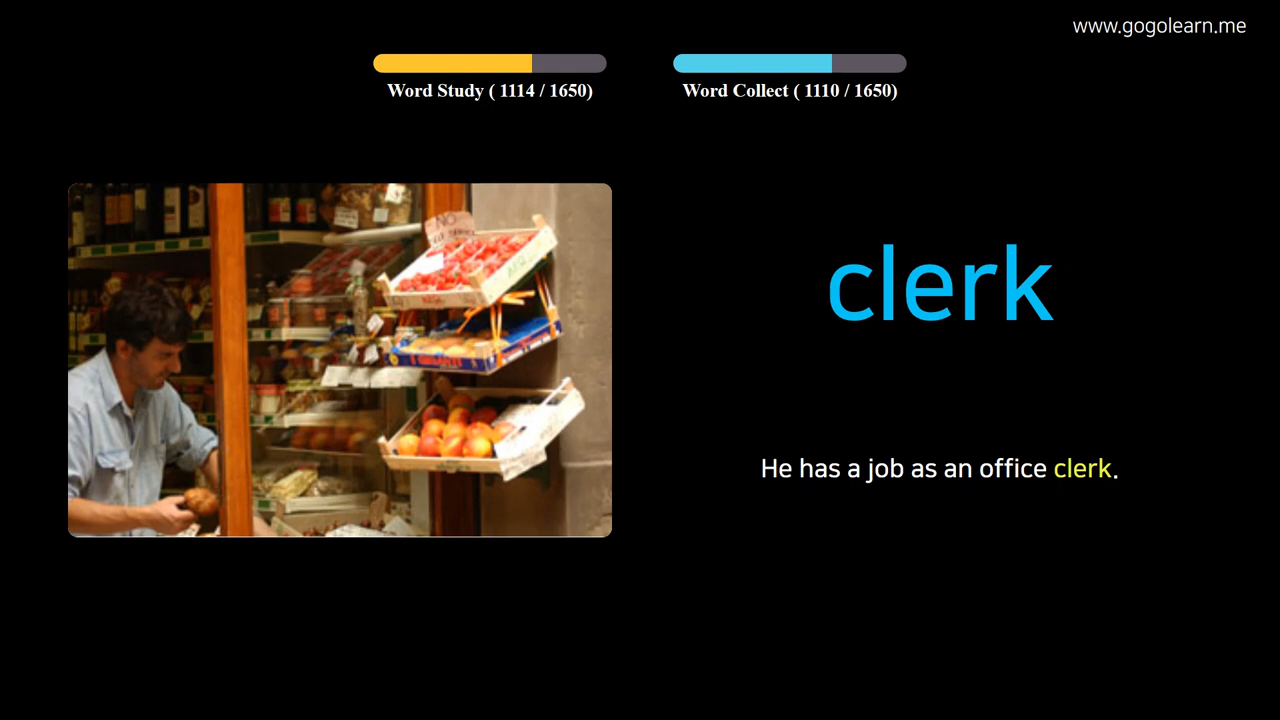 www.gogolearn.me
Word Study ( 1114 / 1650)
Word Collect ( 1110 / 1650)
NO
clerk
He has a job as an office clerk.